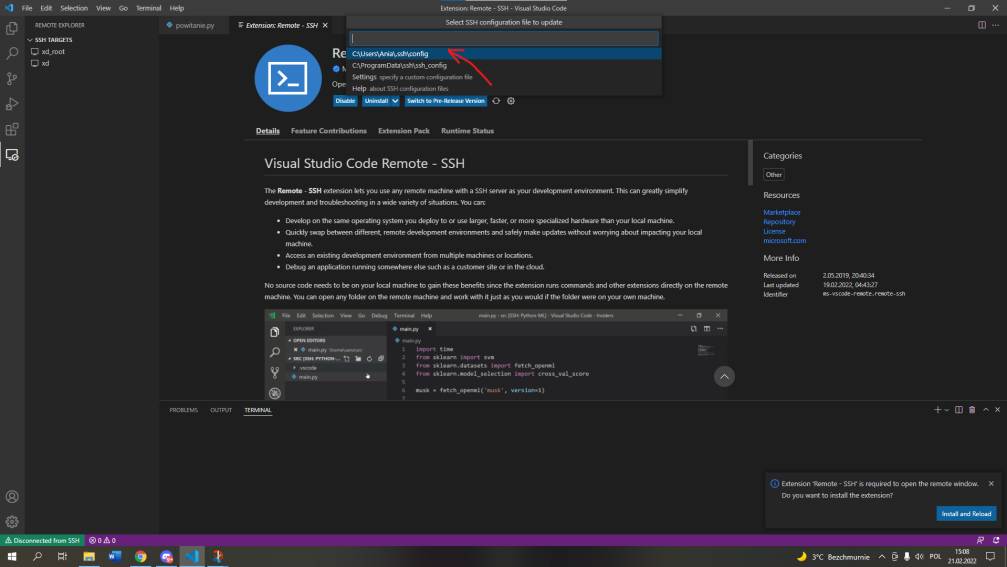 File Edit Selection View Go Terminal Help
Extension: Remote - SSH - Visual Studio Code
REMOTE EXPLORER
powitanie.py
Extension: Remote - SSH
Select SSH configuration file to update
SSH TARGETS
xd_root
xd
C:\Users\Ania\.ssh\config
C:\ProgramData\ssh\ssh_config
Settings specify a custom configuration file
Help about SSH configuration files
Re
Disable Uninstall Switch to Pre-Release Version
Details Feature Contributions Extension Pack Runtime Status
Visual Studio Code Remote - SSH
The Remote - SSH extension lets you use any remote machine with a SSH server as your development environment. This can greatly simplify
development and troubleshooting in a wide variety of situations. You can:
• Develop on the same operating system you deploy to or use larger, faster, or more specialized hardware than your local machine.
• Quickly swap between different, remote development environments and safely make updates without worrying about impacting your local
machine.
• Access an existing development environment from multiple machines or locations.
• Debug an application running somewhere else such as a customer site or in the cloud.
No source code needs to be on your local machine to gain these benefits since the extension runs commands and other extensions directly on the remote
machine. You can open any folder on the remote machine and work with it just as you would if the folder were on your own machine.
Categories
Other
Resources
Marketplace
Repository
License
microsoft.com
More Info
Released on 2.05.2019, 20:40:34
Last updated 19.02.2022, 04:43:27
Identifier ms-vscode-remote.remote-ssh
File Edit Selection View Go Debug Terminal Help
main.py - src [SSH: Python-ML] - Visual Studio Code - Insiders
EXPLORER
main.py
OPEN EDITORS
main.py
main.py
SRC [SSH: PYTHON-...
.vscode
main.py
1 import time
2 from sklearn import svm
3 from sklearn.datasets import fetch_openml
4 from sklearn.model_selection import cross_val_score
5
6 musk = fetch_openml('musk', version=1)
PROBLEMS OUTPUT TERMINAL
Extension 'Remote - SSH' is required to open the remote window.
Do you want to install the extension?
Install and Reload
Disconnected from SSH 0 0
3°C Bezchmurnie
POL
15:08
21.02.2022